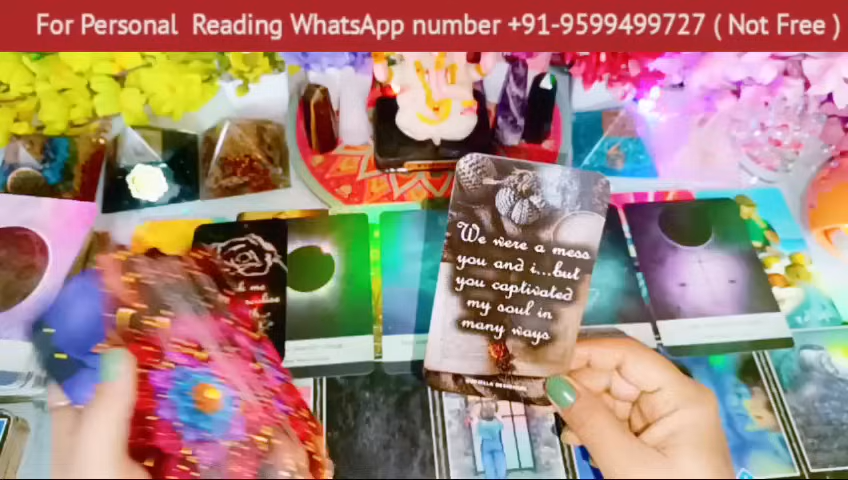 For Personal Reading WhatsApp number +91-9599499727 ( Not Free )
We were a mess
you and i...but
you captivated
my soul in
many ways
me